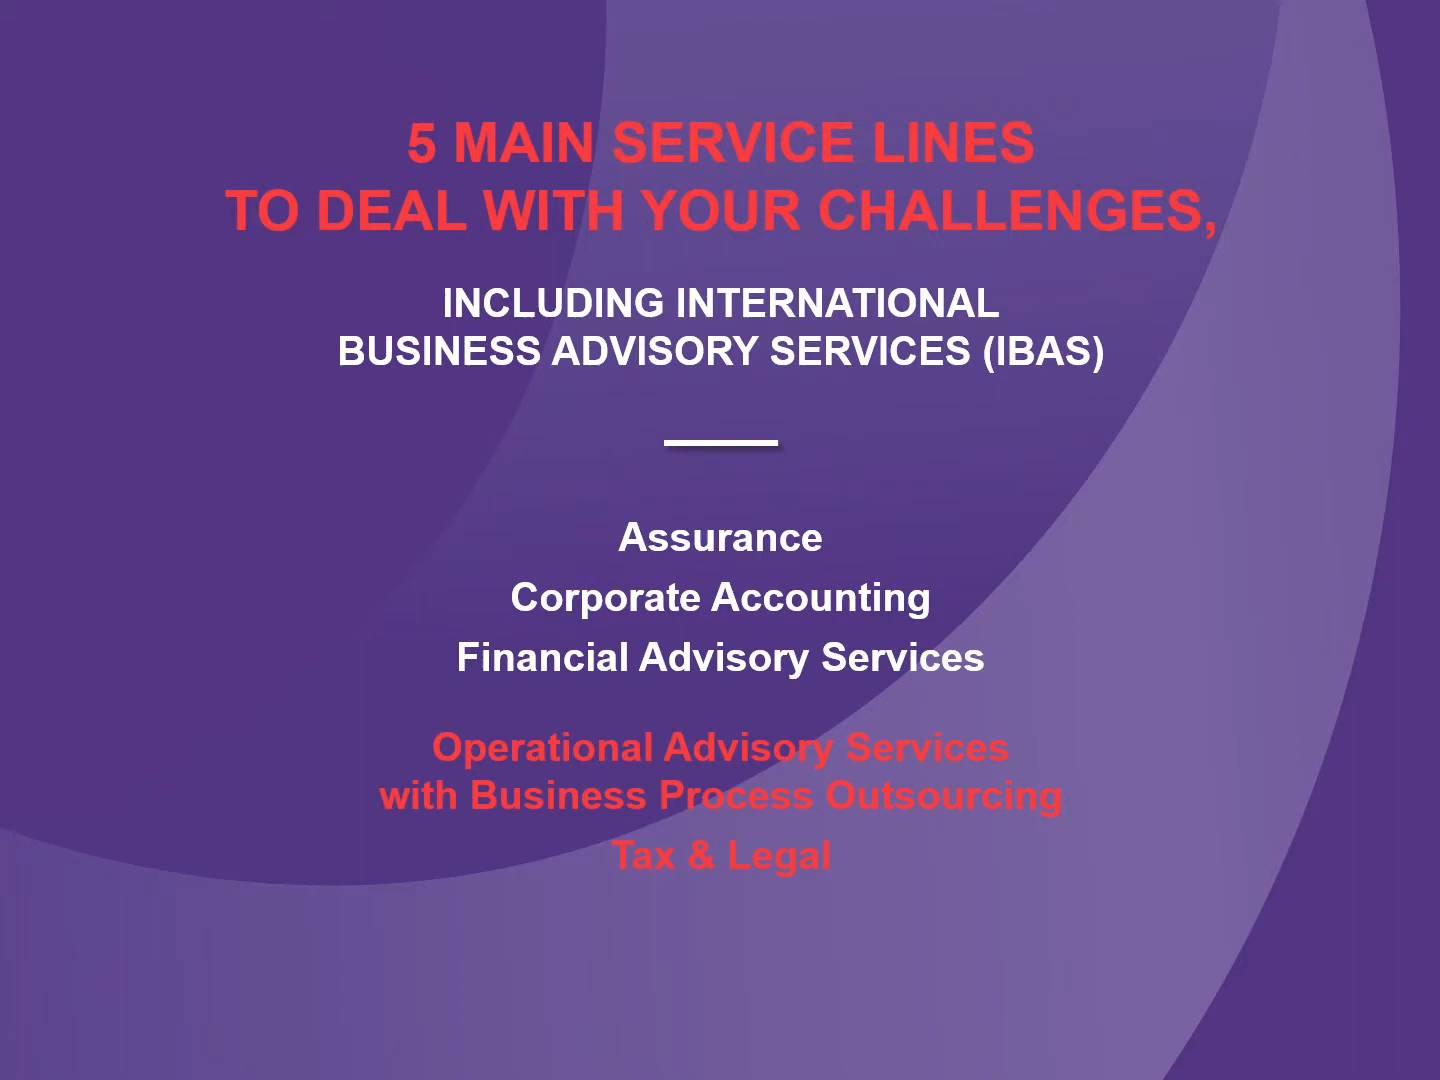 5 MAIN SERVICE LINES
TO DEAL WITH YOUR CHALLENGES,
INCLUDING INTERNATIONAL
BUSINESS ADVISORY SERVICES (IBAS)
Assurance
Corporate Accounting
Financial Advisory Services
Operational Advisory Services
with Business Process Outsourcing
Tax & Legal